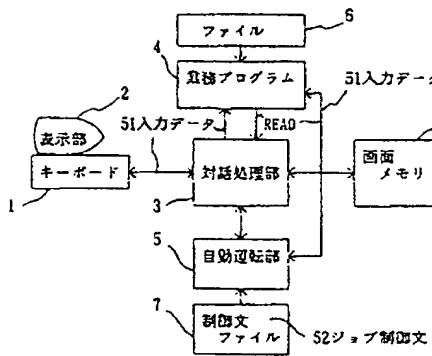 6
ファイル
4
業務プログラム
51入力データ
2
51入力データ
READ
表示部
キーボード
1
対話処理部
3
画面
メモリ
5
自動運転部
7
制御文
ファイル
52ジョブ制御文